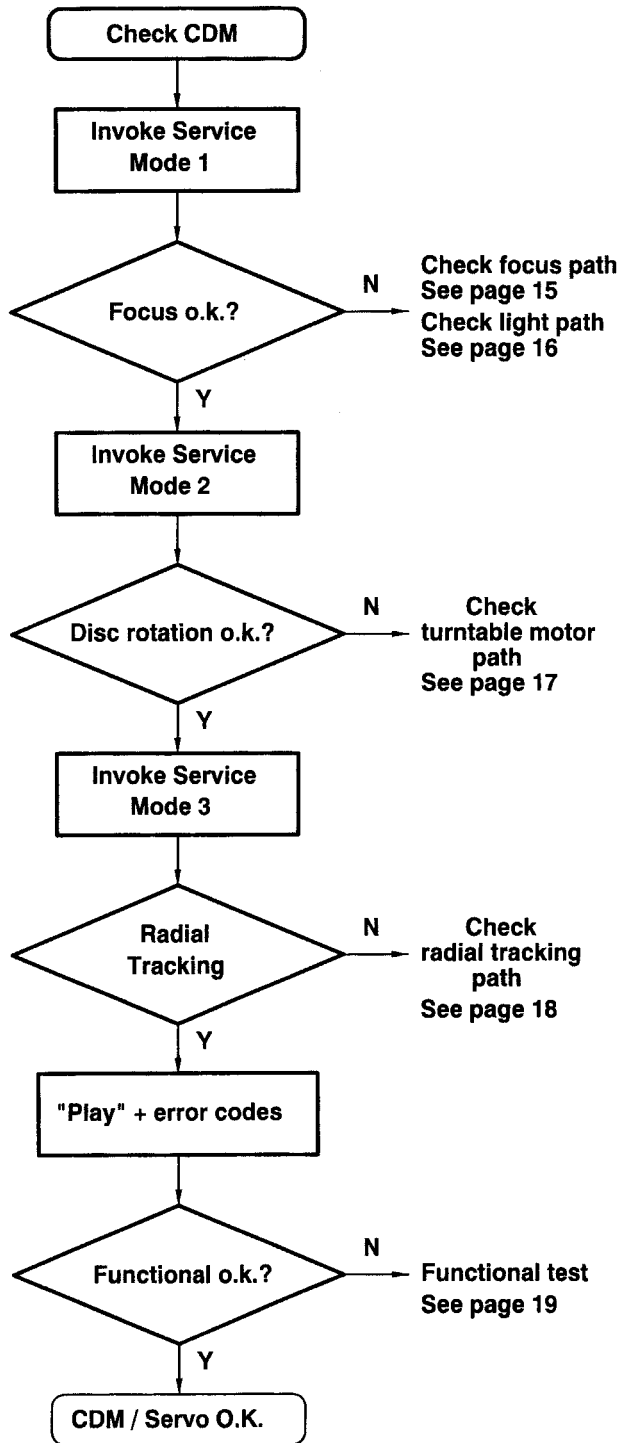 Check CDM
Invoke Service
Mode 1
Focus o.k.?
N
Check focus path
See page 15
Check light path
See page 16
Y
Invoke Service
Mode 2
Disc rotation o.k.?
N
Check
turntable motor
path
See page 17
Y
Invoke Service
Mode 3
Radial
Tracking
N
Check
radial tracking
path
See page 18
Y
"Play" + error codes
Functional o.k.?
N
Functional test
See page 19
Y
CDM / Servo O.K.